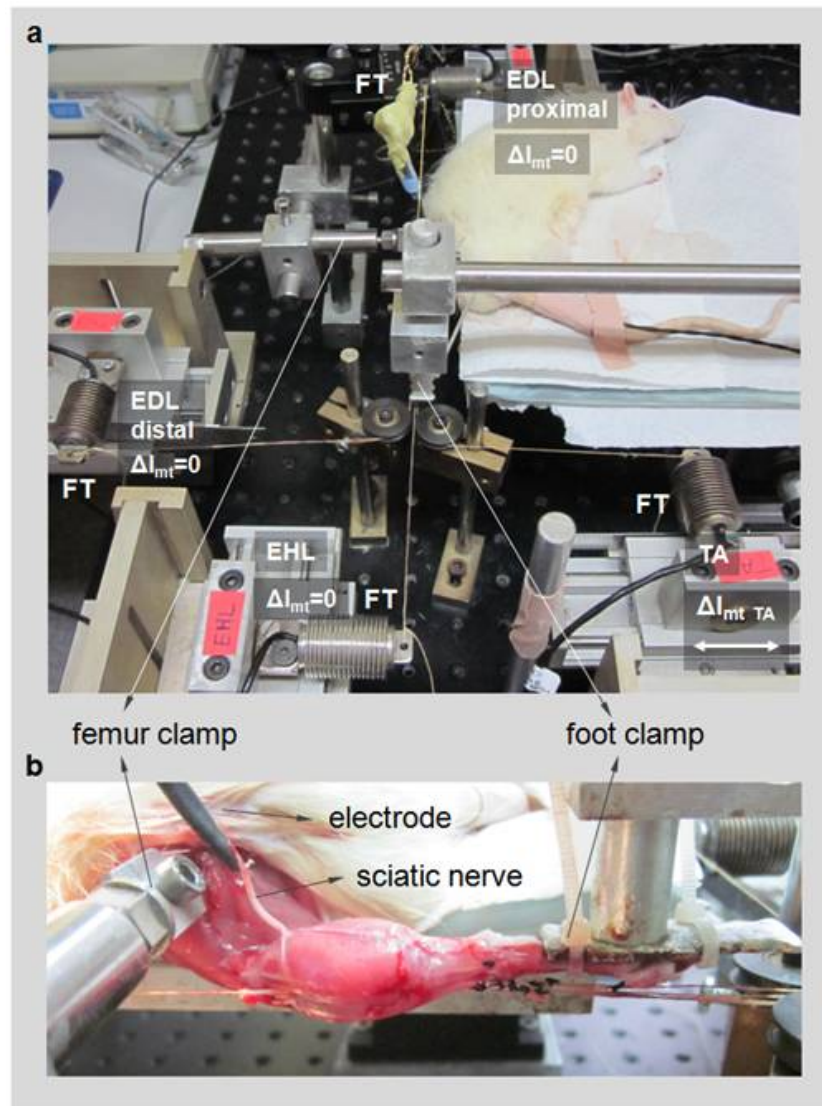 a
FT
EDL
proximal
Δlmt=0
EDL
distal
Δlmt=0
FT
EHL
Δlmt=0
FT
EHL
FT
TA
TA
Δlmt TA
femur clamp
foot clamp
b
electrode
sciatic nerve